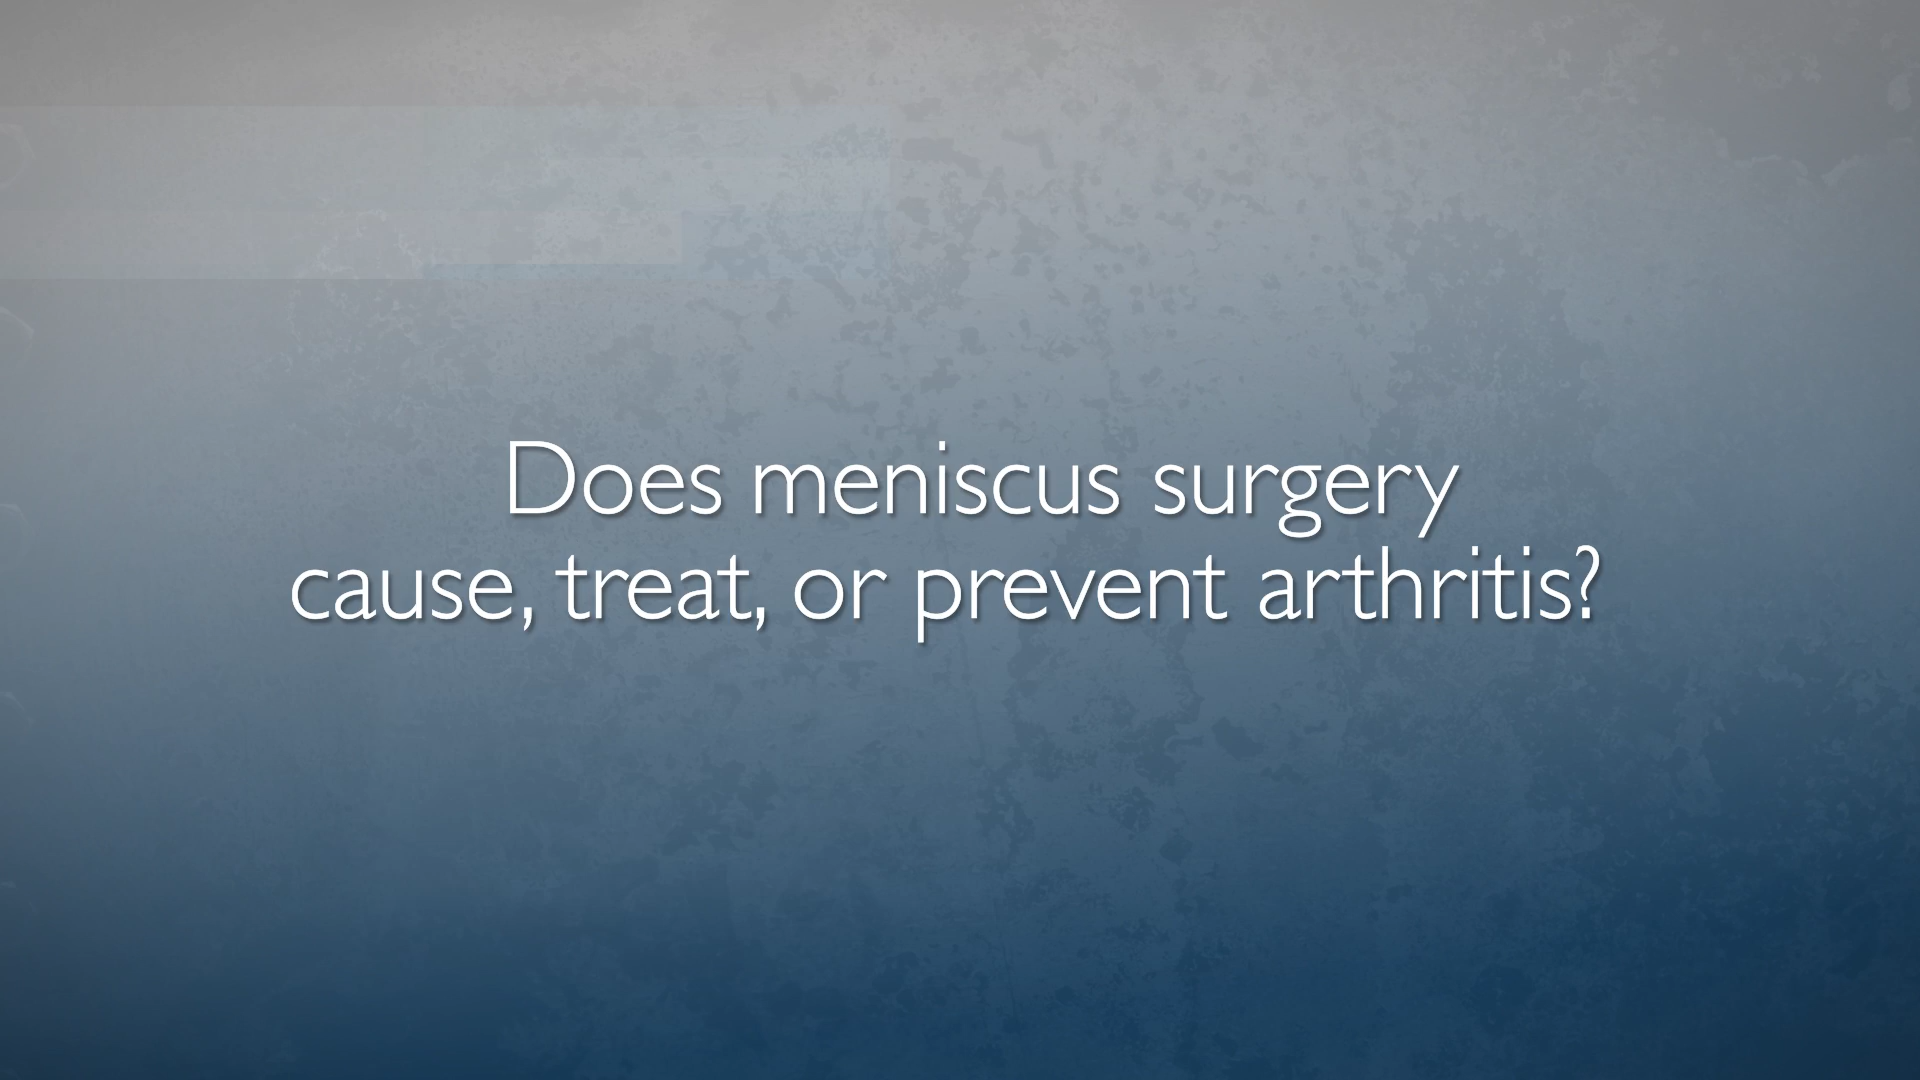 Does meniscus surgery
cause, treat, or prevent arthritis?